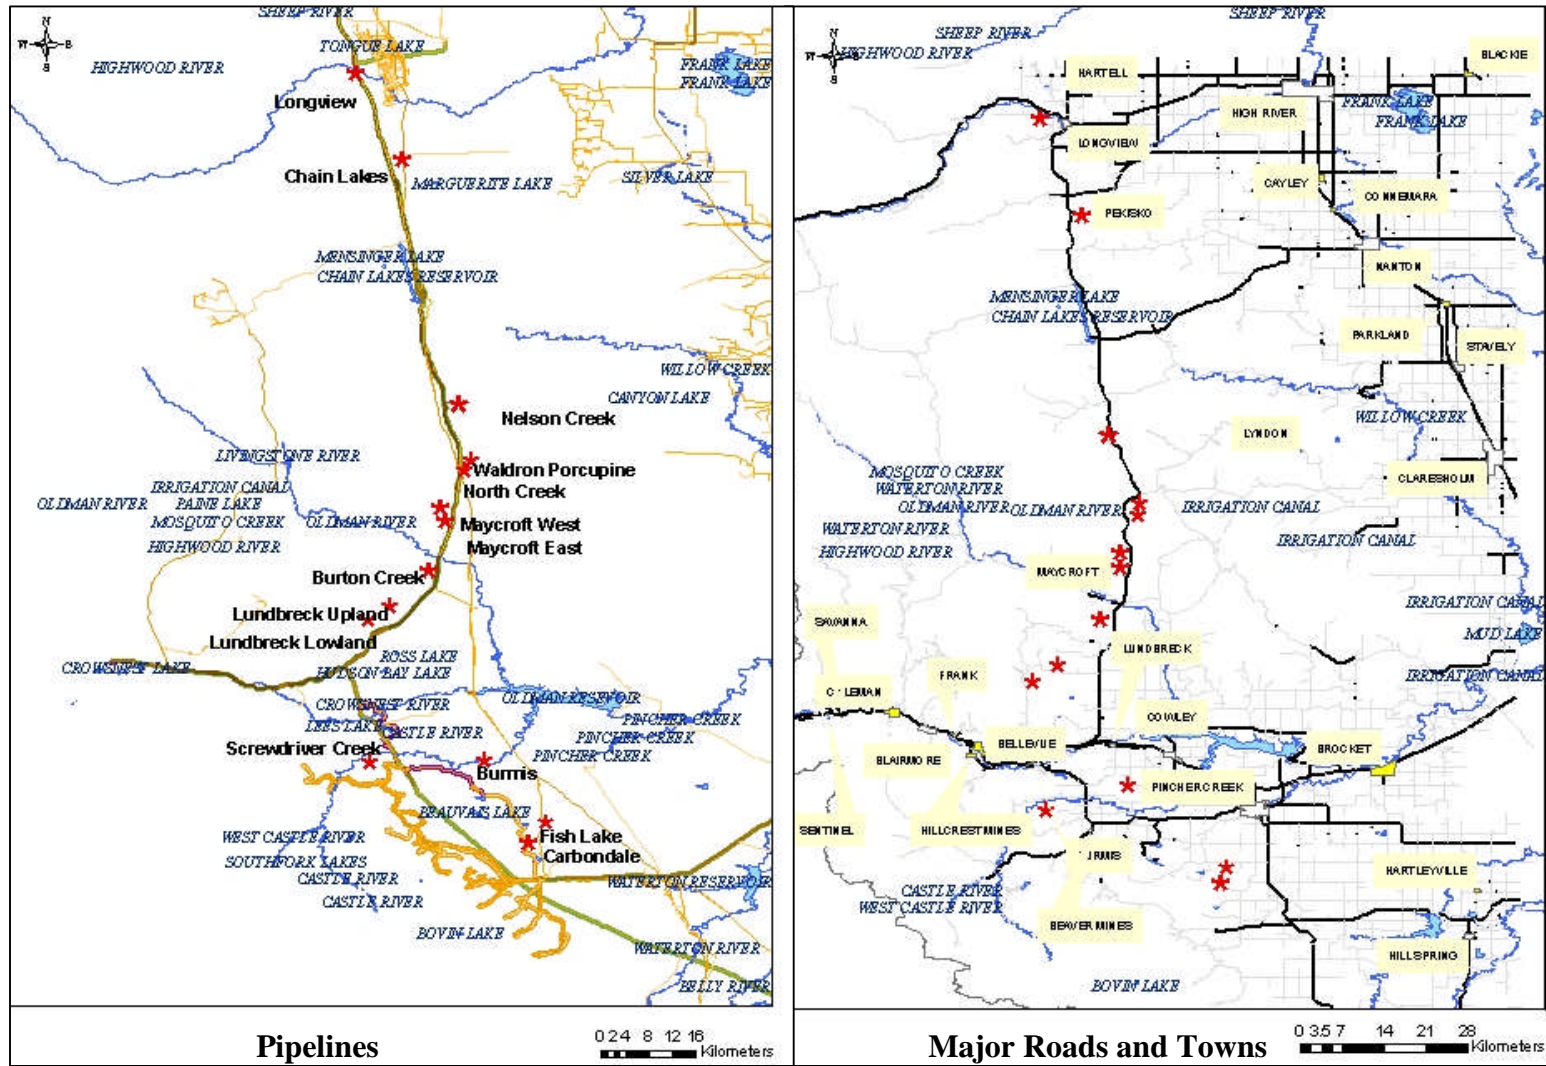 SHEEP RIVER
N
W E
S
TONGUE LAKE
HIGHWOOD RIVER
FRANK LAKE
FRANK LAKE
Longview
Chain Lakes
MARGUERITE LAKE
SILVER LAKE
MENSINGER LAKE
CHAIN LAKES RESERVOIR
WILLOW CREEK
CANYON LAKE
Nelson Creek
LIVINGSTONE RIVER
Waldron Porcupine
IRRIGATION CANAL
North Creek
OLDMAN RIVER
PAINE LAKE
MOSQUITO CREEK
OLDMAN RIVER
Maycroft West
HIGHWOOD RIVER
Maycroft East
Burton Creek
Lundbreck Upland
Lundbreck Lowland
ROSS LAKE
CROWSNEST LAKE
HUDSON BAY LAKE
CROWSNEST RIVER
OLDMAN RESEVOIR
LEES LAKE
CASTLE RIVER
PINCHER CREEK
PINCHER CREEK
PINCHER CREEK
Screwdriver Creek
Burmis
BEAUVAIS LAKE
WEST CASTLE RIVER
Fish Lake
SOUTHFORK LAKES
Carbondale
CASTLE RIVER
WATERTON RESERVOIR
CASTLE RIVER
BOVIN LAKE
WATERTON RIVER
BELLY RIVER
Pipelines
0 2 4 8 12 16
Kilometers
SHEEP RIVER
SHEEP RIVER
N
W E
S
HIGHWOOD RIVER
BLACKIE
HARTELL
HIGH RIVER
FRANK LAKE
FRANK LAKE
LONGVIEW
CAYLEY
CONNEMARA
PEKISKO
NANTON
MENSINGER LAKE
CHAIN LAKES RESERVOIR
PARKLAND
STAVELY
WILLOW CREEK
LYNDON
MOSQUITO CREEK
WATERTON RIVER
CLARESHOLM
OLDMAN RIVER
OLDMAN RIVER
IRRIGATION CANAL
WATERTON RIVER
IRRIGATION CANAL
HIGHWOOD RIVER
MAYCROFT
IRRIGATION CANAL
SAVANNA
MUD LAKE
LUNDBRECK
FRANK
IRRIGATION CANAL
COWLEY
BELLEVUE
BROCKET
BLAIRMORE
PINCHER CREEK
SENTINEL
HILLCREST MINES
HARTLEYVILLE
CASTLE RIVER
WEST CASTLE RIVER
BEAVER MINES
HILL SPRING
BOVIN LAKE
Major Roads and Towns
0 3.5 7 14 21 28
Kilometers